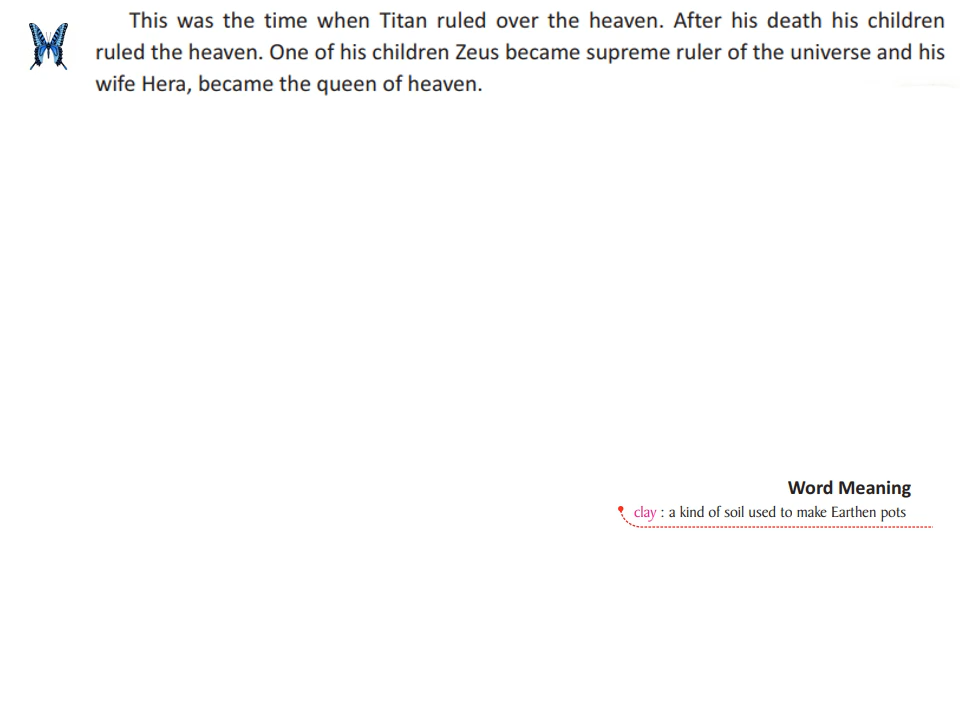 This was the time when Titan ruled over the heaven. After his death his children
ruled the heaven. One of his children Zeus became supreme ruler of the universe and his
wife Hera, became the queen of heaven.
Word Meaning
clay : a kind of soil used to make Earthen pots